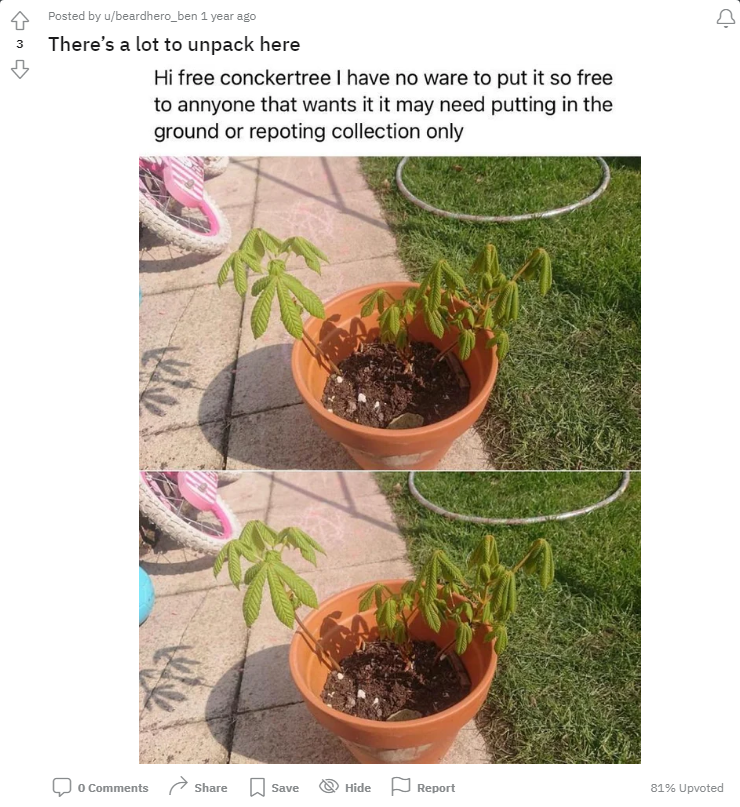 Posted by u/beardhero_ben 1 year ago
3
There's a lot to unpack here
Hi free conckertree I have no ware to put it so free
to annyone that wants it it may need putting in the
ground or repoting collection only
0 Comments Share Save Hide Report 81% Upvoted